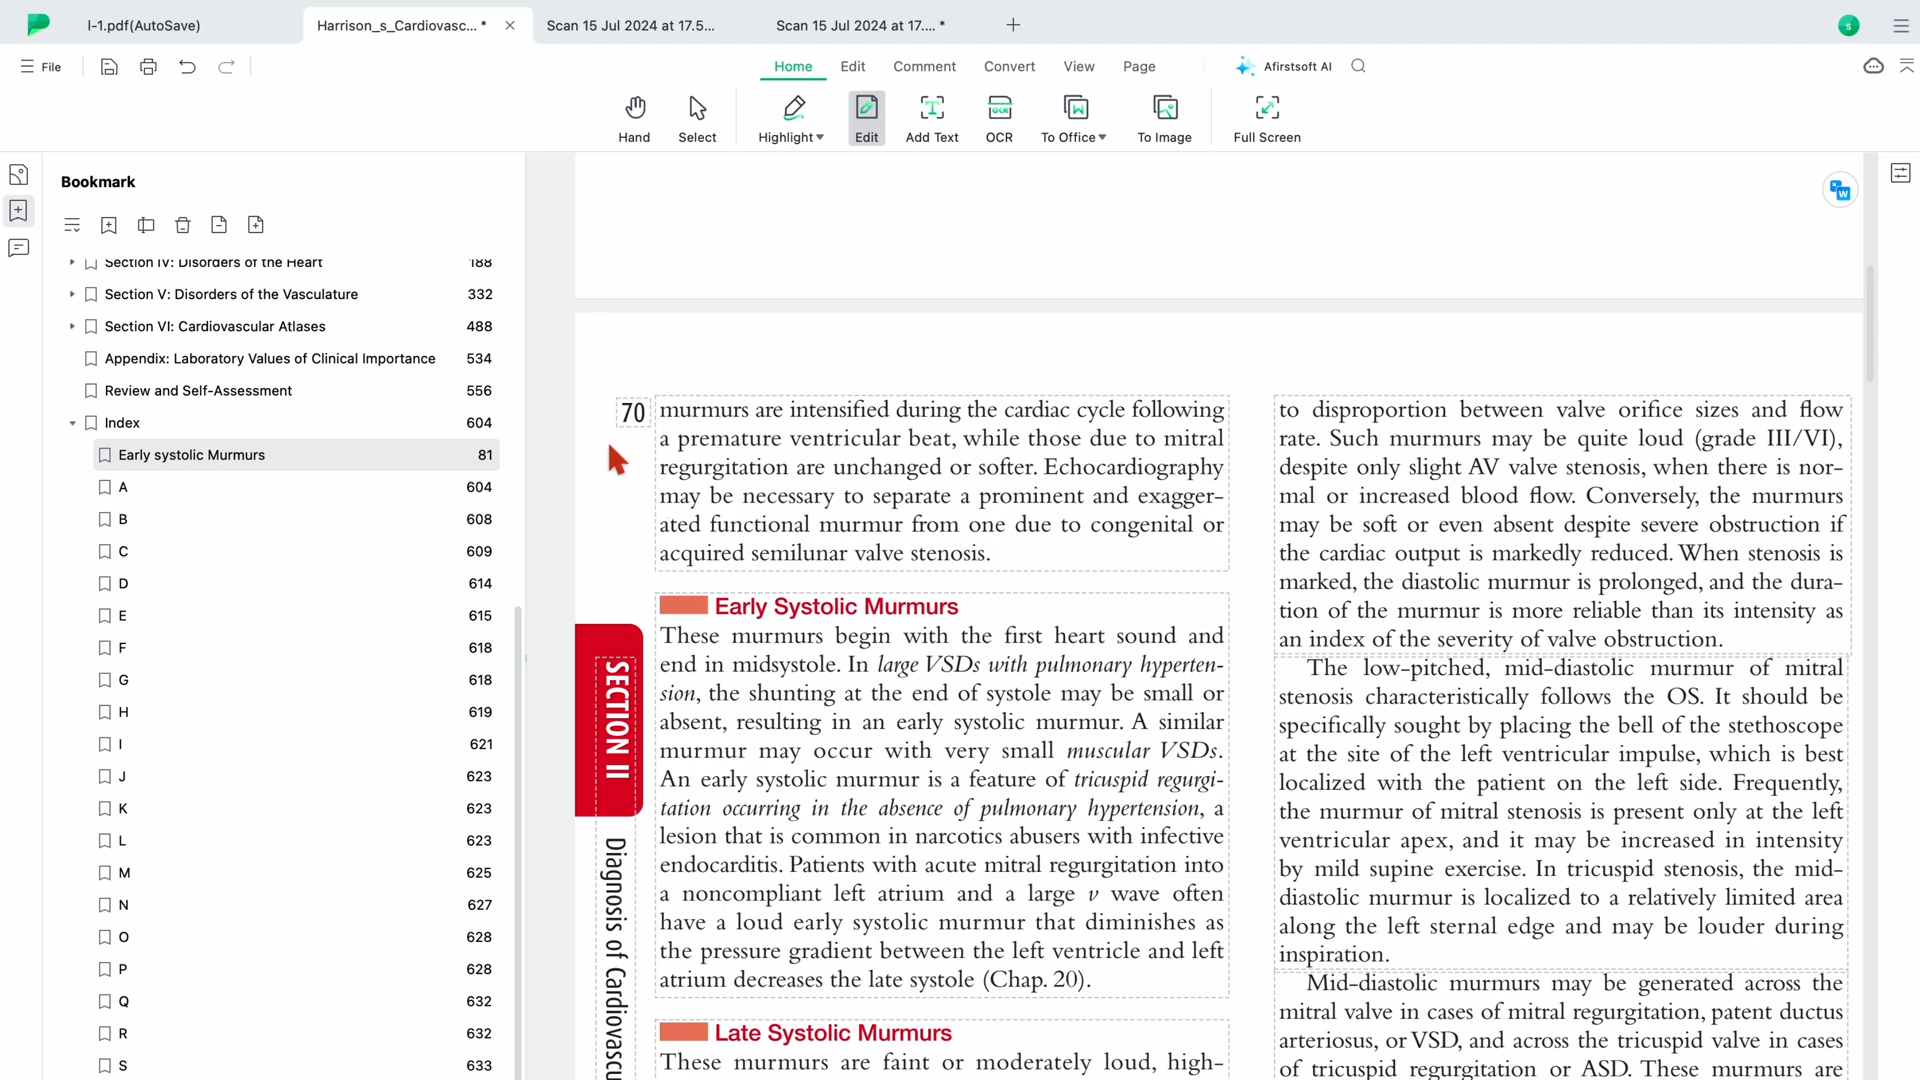 I-1.pdf(AutoSave)
Harrison_s_Cardiovasc... *
Scan 15 Jul 2024 at 17.5...
Scan 15 Jul 2024 at 17.... *
s
File
Home
Edit
Comment
Convert
View
Page
Afirstsoft AI
Hand
Select
Highlight
Edit
Add Text
OCR
To Office
To Image
Full Screen
Bookmark
Section IV: Disorders of the Heart 188
Section V: Disorders of the Vasculature 332
Section VI: Cardiovascular Atlases 488
Appendix: Laboratory Values of Clinical Importance 534
Review and Self-Assessment 556
Index 604
Early systolic Murmurs 81
A 604
B 608
C 609
D 614
E 615
F 618
G 618
H 619
I 621
J 623
K 623
L 623
M 625
N 627
O 628
P 628
Q 632
R 632
S 633
70
SECTION II
Diagnosis of Cardiovascu
murmurs are intensified during the cardiac cycle following
a premature ventricular beat, while those due to mitral
regurgitation are unchanged or softer. Echocardiography
may be necessary to separate a prominent and exagger-
ated functional murmur from one due to congenital or
acquired semilunar valve stenosis.
Early Systolic Murmurs
These murmurs begin with the first heart sound and
end in midsystole. In large VSDs with pulmonary hyperten-
sion, the shunting at the end of systole may be small or
absent, resulting in an early systolic murmur. A similar
murmur may occur with very small muscular VSDs.
An early systolic murmur is a feature of tricuspid regurgi-
tation occurring in the absence of pulmonary hypertension, a
lesion that is common in narcotics abusers with infective
endocarditis. Patients with acute mitral regurgitation into
a noncompliant left atrium and a large v wave often
have a loud early systolic murmur that diminishes as
the pressure gradient between the left ventricle and left
atrium decreases the late systole (Chap. 20).
Late Systolic Murmurs
These murmurs are faint or moderately loud, high-
to disproportion between valve orifice sizes and flow
rate. Such murmurs may be quite loud (grade III/VI),
despite only slight AV valve stenosis, when there is nor-
mal or increased blood flow. Conversely, the murmurs
may be soft or even absent despite severe obstruction if
the cardiac output is markedly reduced. When stenosis is
marked, the diastolic murmur is prolonged, and the dura-
tion of the murmur is more reliable than its intensity as
an index of the severity of valve obstruction.
The low-pitched, mid-diastolic murmur of mitral
stenosis characteristically follows the OS. It should be
specifically sought by placing the bell of the stethoscope
at the site of the left ventricular impulse, which is best
localized with the patient on the left side. Frequently,
the murmur of mitral stenosis is present only at the left
ventricular apex, and it may be increased in intensity
by mild supine exercise. In tricuspid stenosis, the mid-
diastolic murmur is localized to a relatively limited area
along the left sternal edge and may be louder during
inspiration.
Mid-diastolic murmurs may be generated across the
mitral valve in cases of mitral regurgitation, patent ductus
arteriosus, or VSD, and across the tricuspid valve in cases
of tricuspid regurgitation or ASD. These murmurs are